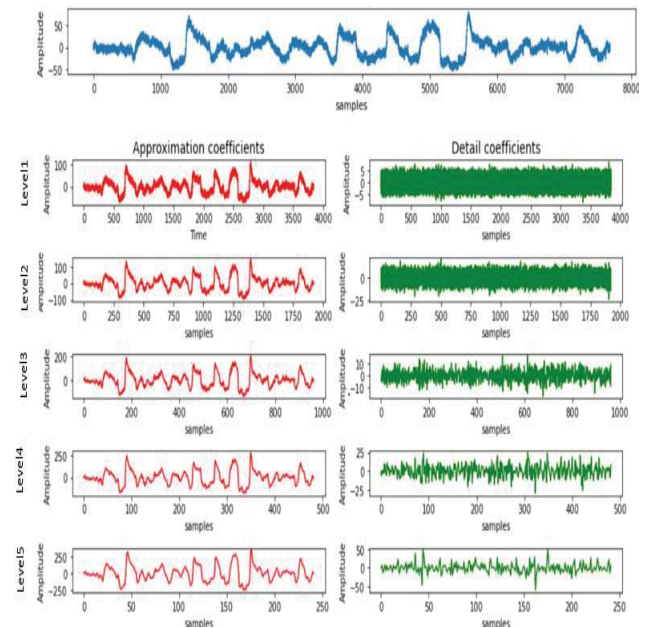 Amplitude
50
0
−50
0 1000 2000 3000 4000 5000 6000 7000 8000
samples
Approximation coefficients Detail coefficients
Level1
Amplitude
100
0
0 500 1000 1500 2000 2500 3000 3500 4000
Time
Amplitude
5
0
−5
0 500 1000 1500 2000 2500 3000 3500 4000
samples
Level2
Amplitude
100
0
−100
0 250 500 750 1000 1250 1500 1750 2000
samples
Amplitude
0
−25
0 250 500 750 1000 1250 1500 1750 2000
samples
Level3
Amplitude
200
0
0 200 400 600 800 1000
samples
Amplitude
10
0
−10
0 200 400 600 800 1000
samples
Level4
Amplitude
250
0
0 100 200 300 400 500
samples
Amplitude
25
0
−25
0 100 200 300 400 500
samples
Level5
Amplitude
250
0
−250
0 50 100 150 200 250
samples
Amplitude
50
0
−50
0 50 100 150 200 250
samples